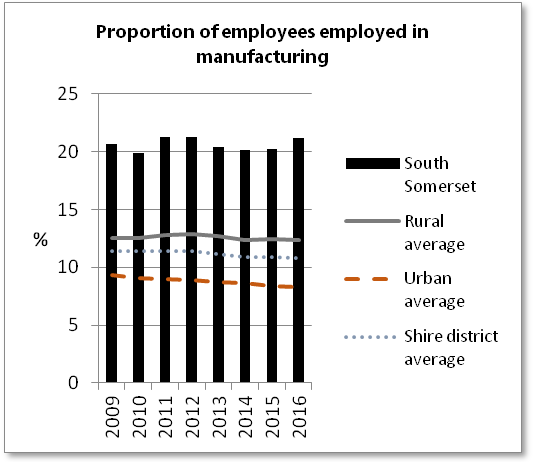 Proportion of employees employed in
manufacturing
25
20
15
10
5
0
%
2009
2010
2011
2012
2013
2014
2015
2016
South
Somerset
Rural
average
Urban
average
Shire district
average